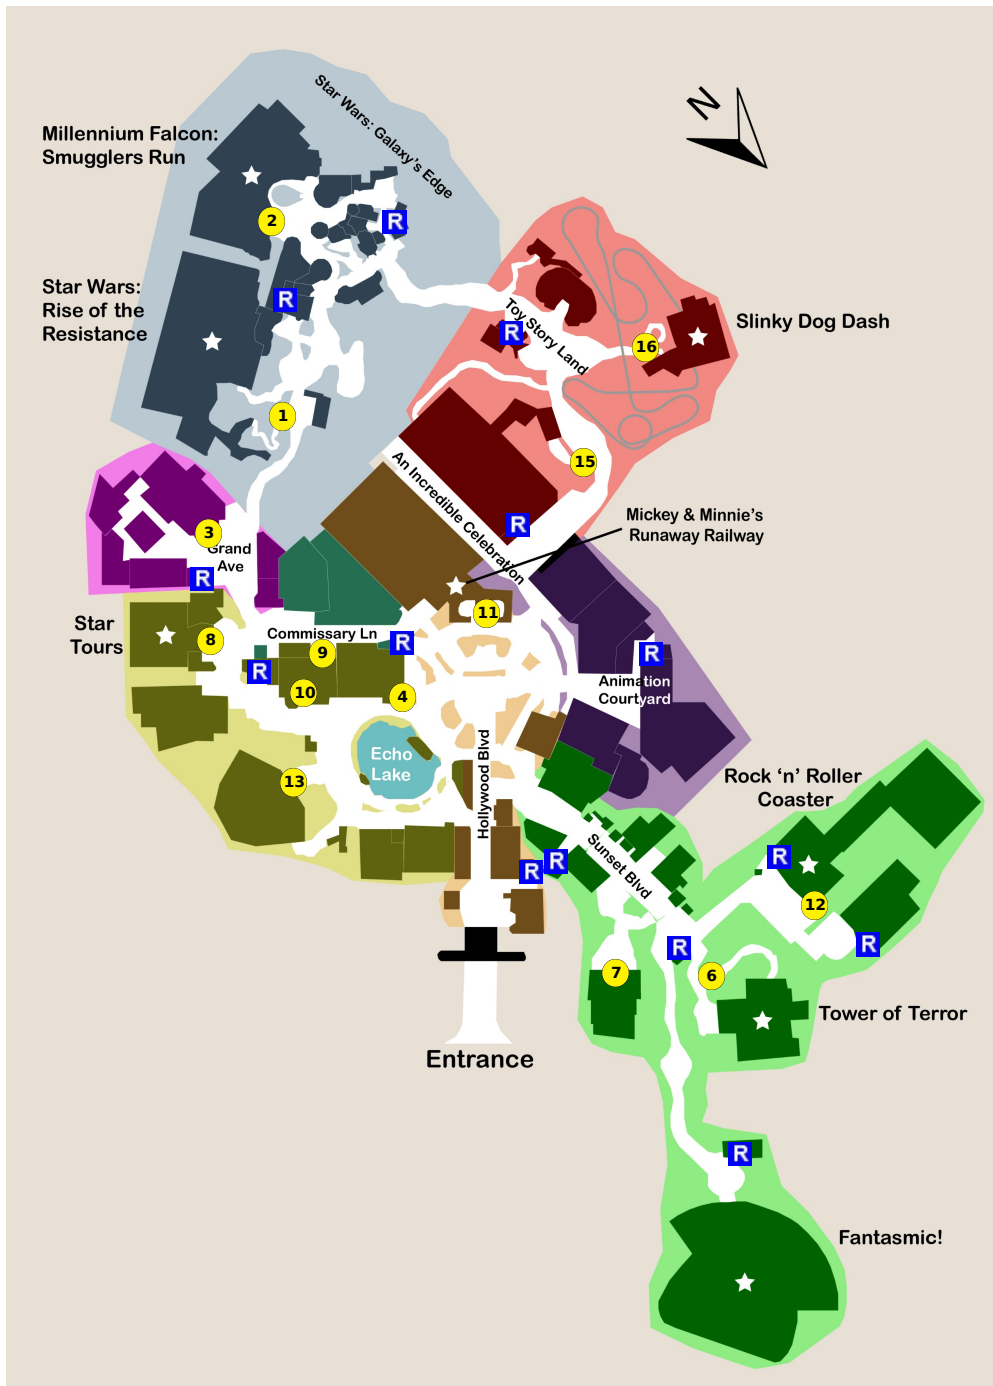 N
Star Wars: Galaxy's Edge
Millennium Falcon:
Smugglers Run
2
R
Star Wars:
Rise of the
Resistance
R
1
Toy Story Land
R
16
Slinky Dog Dash
15
An Incredible Celebration
R
Mickey & Minnie's
Runaway Railway
3
Grand
Ave
R
11
Star
Tours
8
Commissary Ln
9
R
R
10
4
R
Animation
Courtyard
Echo
Lake
13
Hollywood Blvd
Rock 'n' Roller
Coaster
Sunset Blvd
R
R
R
12
R
R
7
6
Tower of Terror
Entrance
R
Fantasmic!